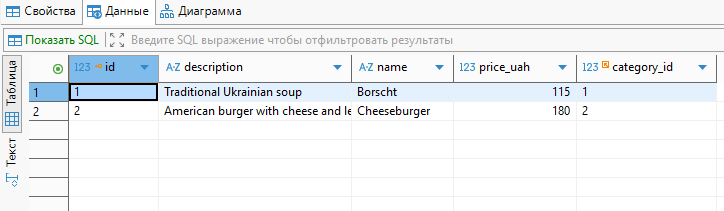 Свойства Данные Диаграмма
Показать SQL Введите SQL выражение чтобы отфильтровать результаты
Таблица
Текст
123 id A-Z description A-Z name 123 price_uah 123 category_id
1 1 Traditional Ukrainian soup Borscht 115 1
2 2 American burger with cheese and le Cheeseburger 180 2